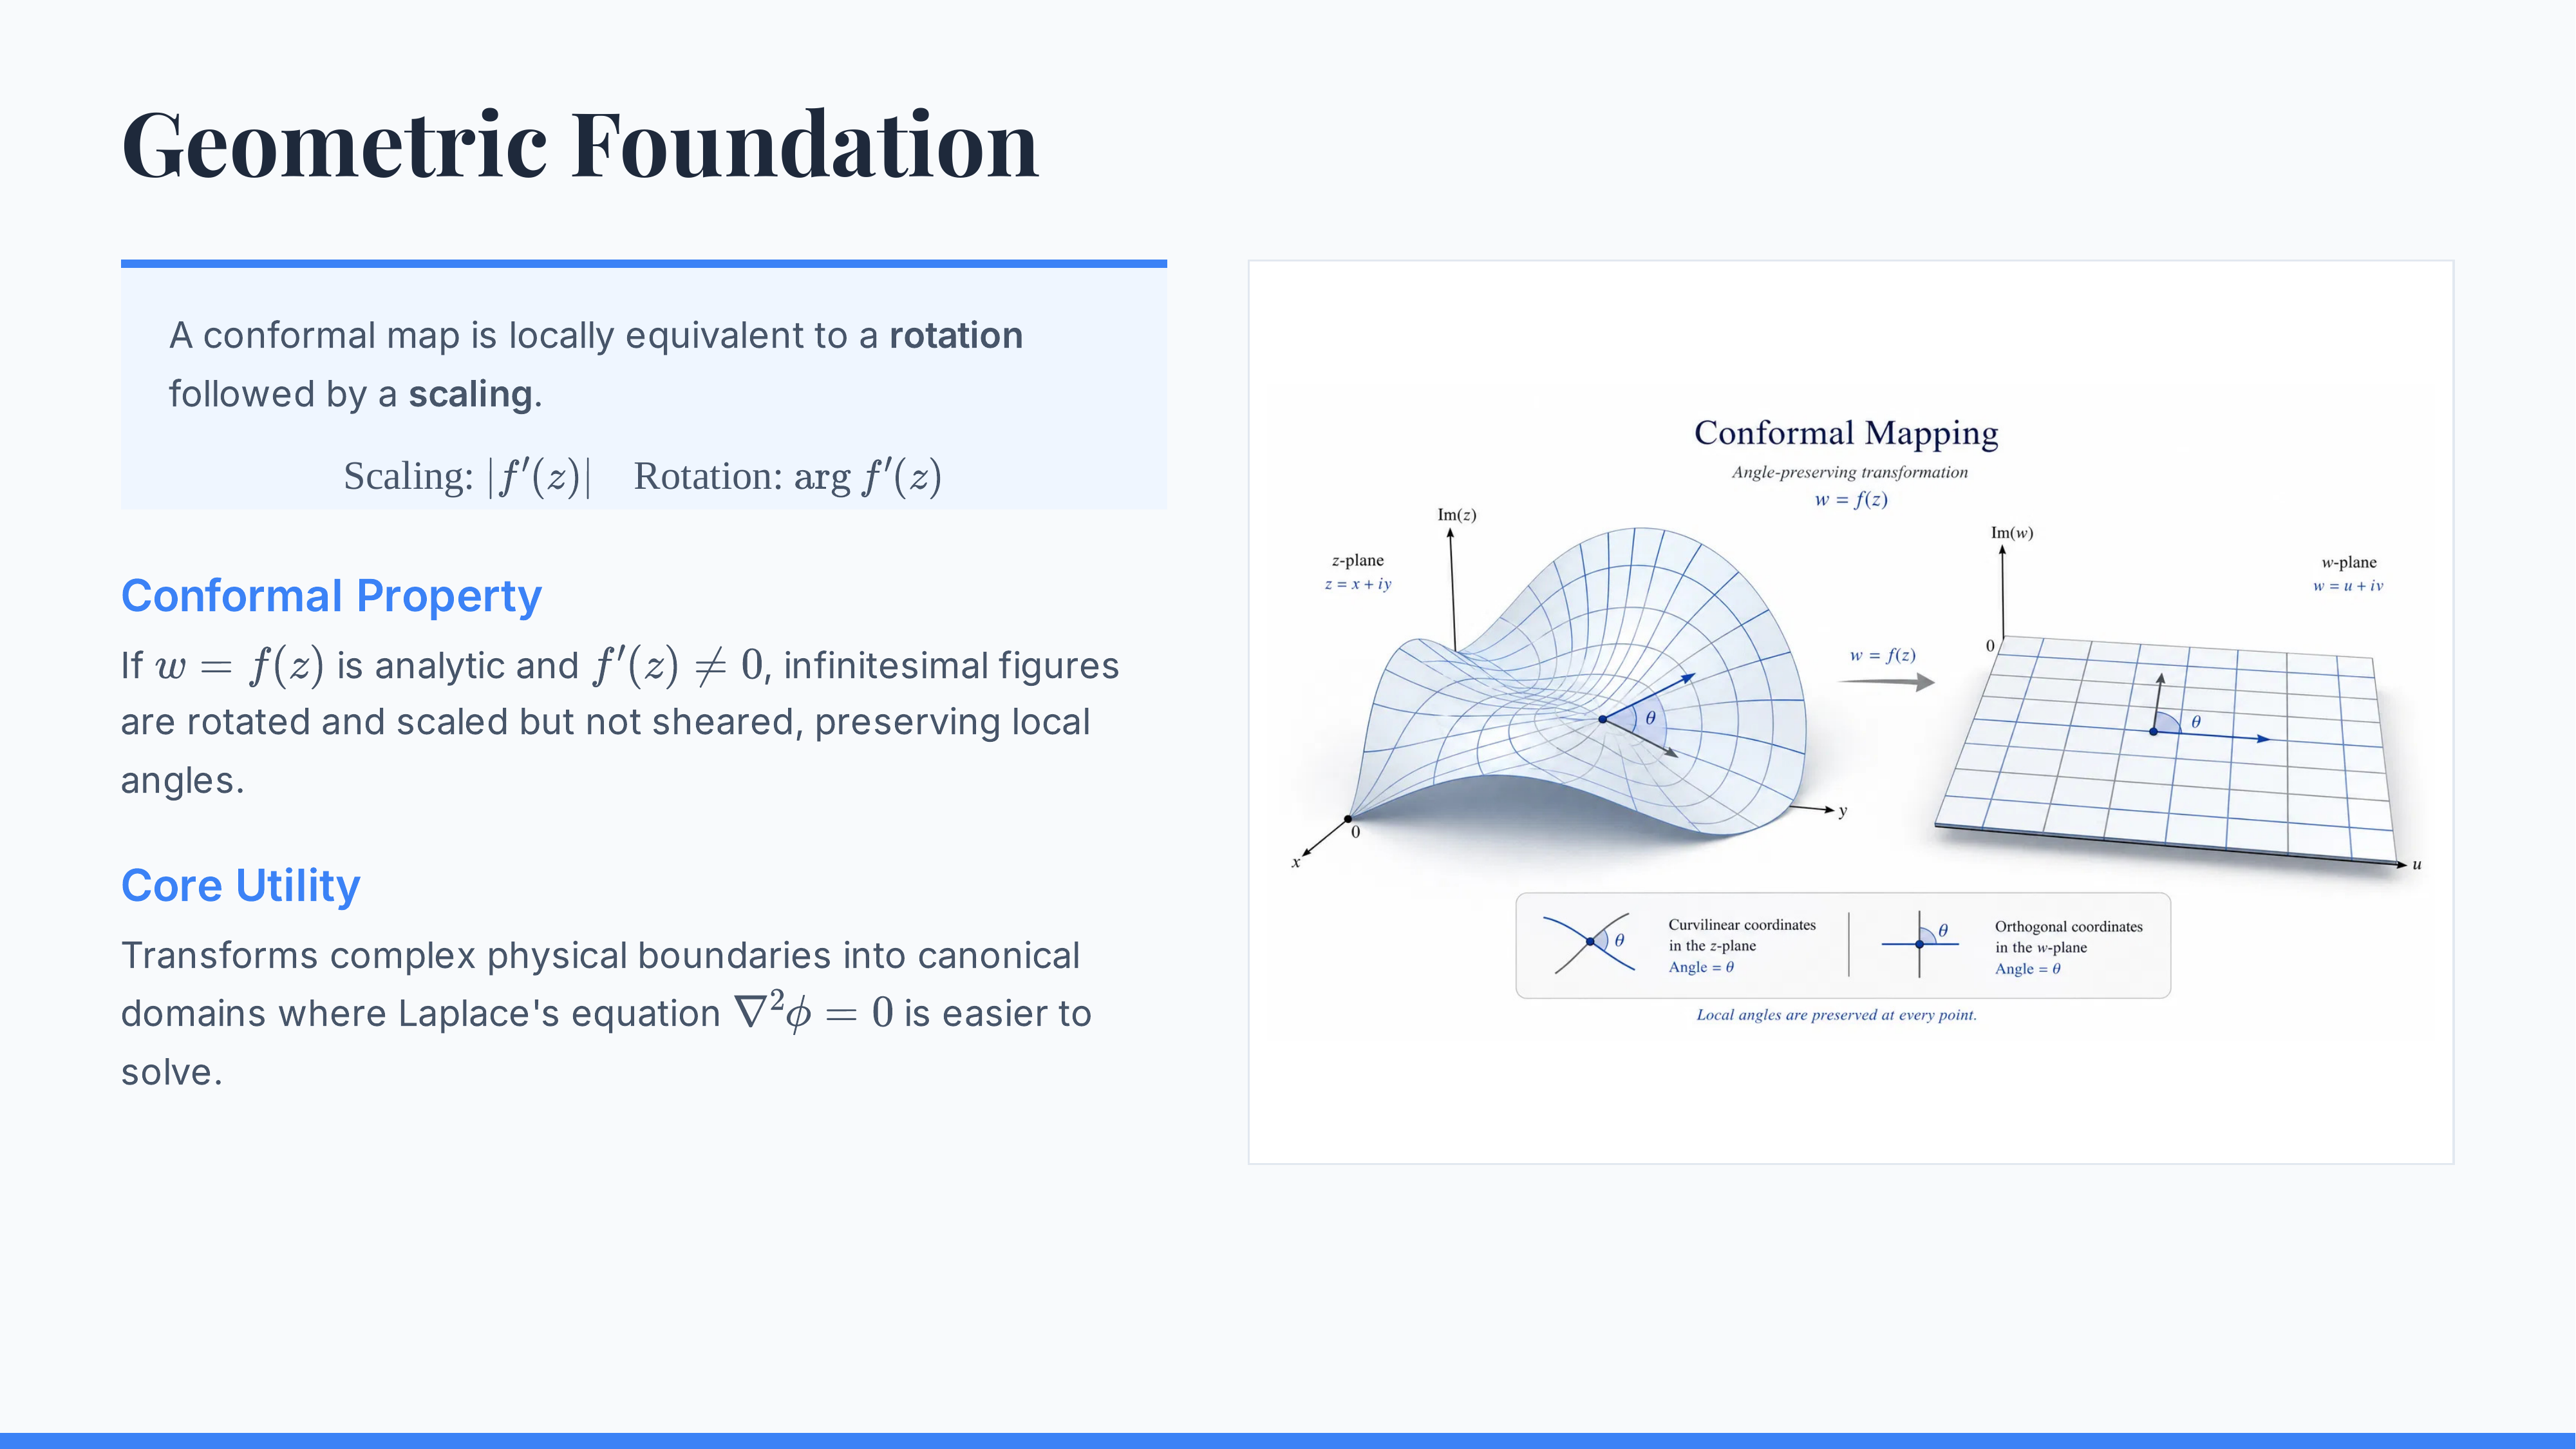 Geometric Foundation
A conformal map is locally equivalent to a rotation
followed by a scaling.
Scaling: |f′(z)|    Rotation: arg f′(z)
Conformal Property
If w = f(z) is analytic and f′(z) ≠ 0, infinitesimal figures
are rotated and scaled but not sheared, preserving local
angles.
Core Utility
Transforms complex physical boundaries into canonical
domains where Laplace's equation ∇²ϕ = 0 is easier to
solve.
Conformal Mapping
Angle-preserving transformation
w = f(z)
Im(z)
z-plane
z = x + iy
θ
0
x
y
w = f(z)
Im(w)
w-plane
w = u + iv
0
θ
u
θ
Curvilinear coordinates
in the z-plane
Angle = θ
θ
Orthogonal coordinates
in the w-plane
Angle = θ
Local angles are preserved at every point.